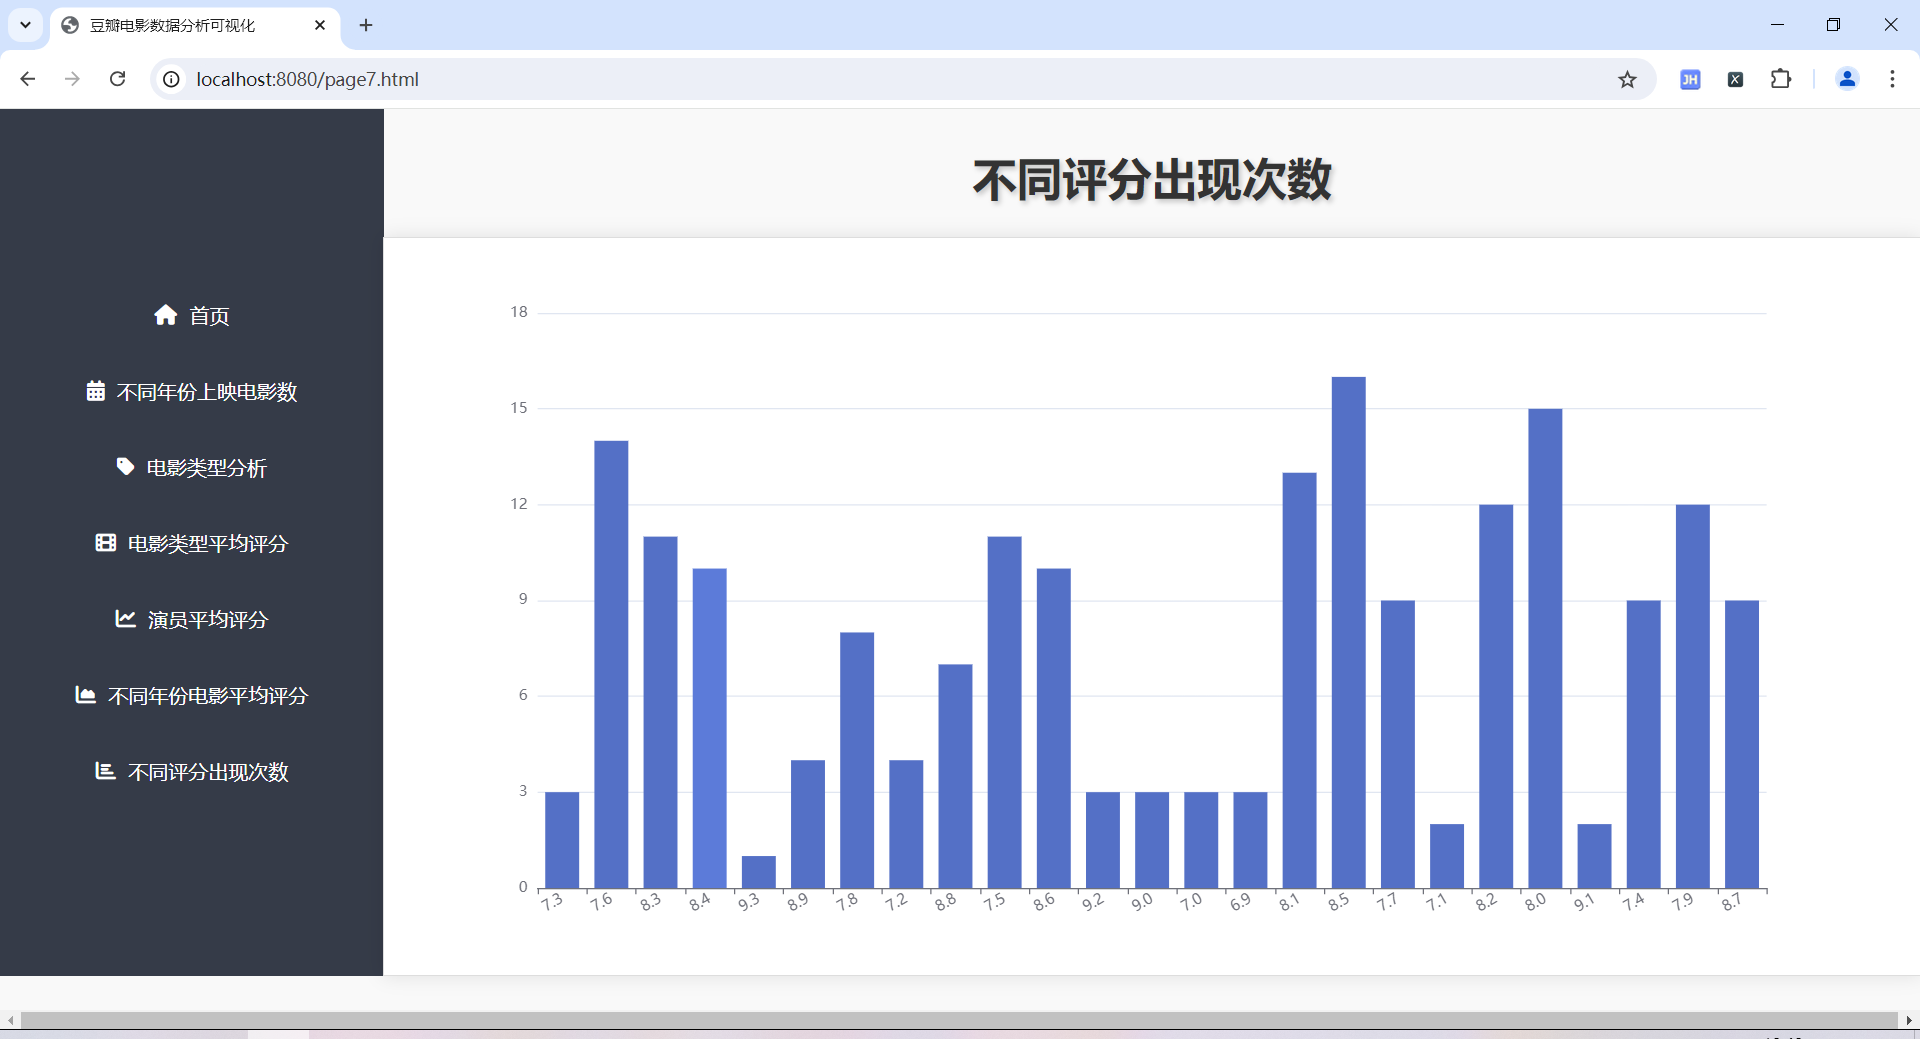 豆瓣电影数据分析可视化
localhost:8080/page7.html
JH
X
不同评分出现次数
首页
不同年份上映电影数
电影类型分析
电影类型平均评分
演员平均评分
不同年份电影平均评分
不同评分出现次数
18
15
12
9
6
3
0
7.3 7.6 8.3 8.4 9.3 8.9 7.8 7.2 8.8 7.5 8.6 9.2 9.0 7.0 6.9 8.1 8.5 7.7 7.1 8.2 8.0 9.1 7.4 7.9 8.7